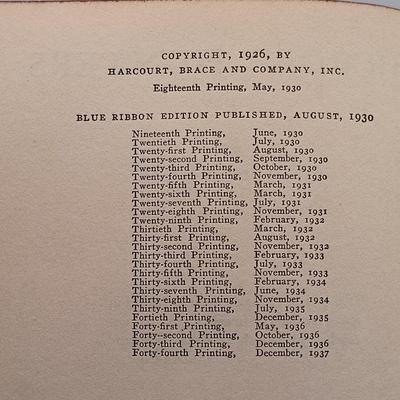 COPYRIGHT, 1926, BY
HARCOURT, BRACE AND COMPANY, INC.
Eighteenth Printing, May, 1930
BLUE RIBBON EDITION PUBLISHED, AUGUST, 1930
Nineteenth Printing, June, 1930
Twentieth Printing, July, 1930
Twenty-first Printing, August, 1930
Twenty-second Printing, September, 1930
Twenty-third Printing, October, 1930
Twenty-fourth Printing, November, 1930
Twenty-fifth Printing, March, 1931
Twenty-sixth Printing, March, 1931
Twenty-seventh Printing, July, 1931
Twenty-eighth Printing, November, 1931
Twenty-ninth Printing, February, 1932
Thirtieth Printing, March, 1932
Thirty-first Printing, August, 1932
Thirty-second Printing, November, 1932
Thirty-third Printing, February, 1933
Thirty-fourth Printing, July, 1933
Thirty-fifth Printing, November, 1933
Thirty-sixth Printing, February, 1934
Thirty-seventh Printing, June, 1934
Thirty-eighth Printing, November, 1934
Thirty-ninth Printing, July, 1935
Fortieth Printing, December, 1935
Forty-first Printing, May, 1936
Forty--second Printing, October, 1936
Forty-third Printing, December, 1936
Forty-fourth Printing, December, 1937